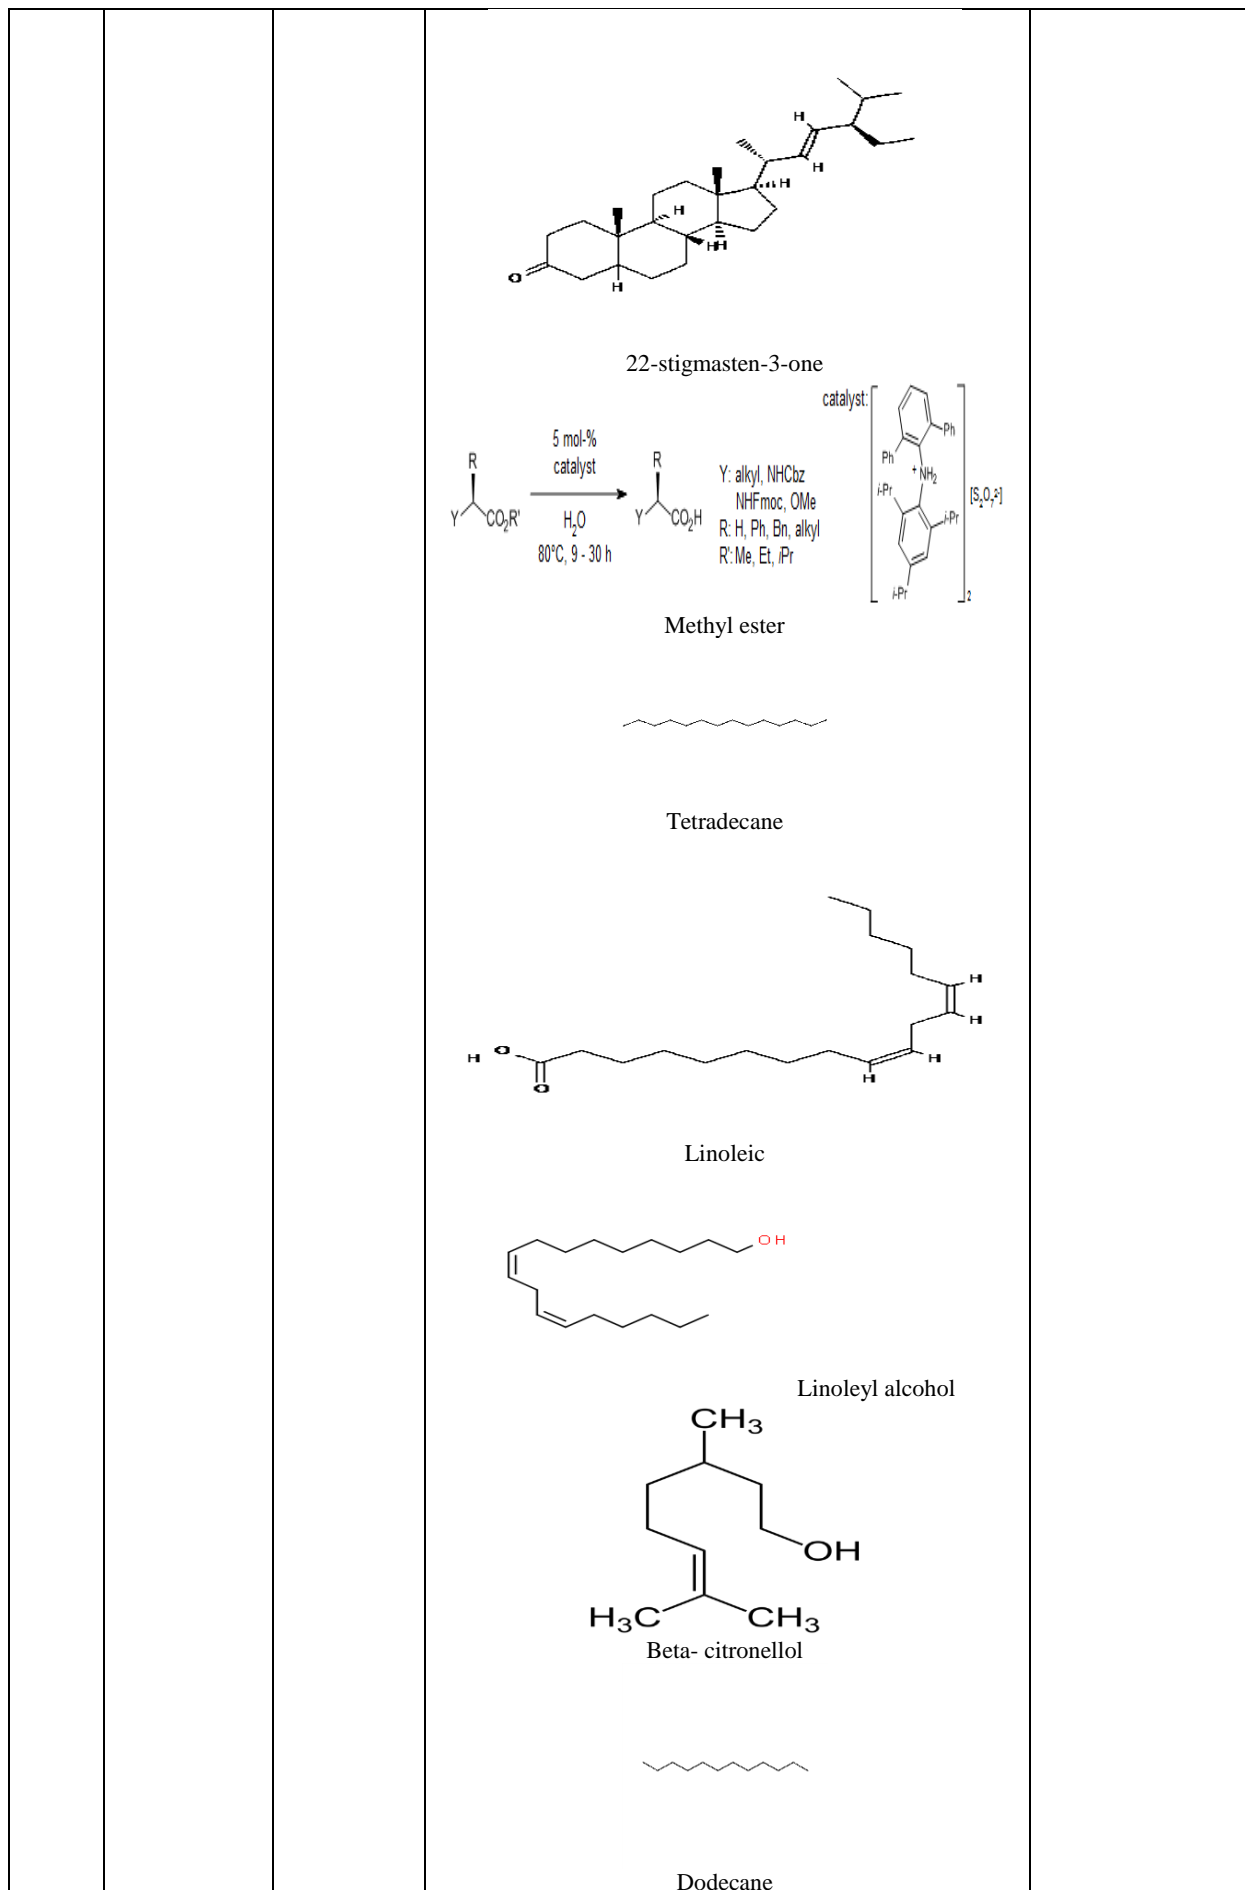 H
H
H
H
H
H
O
H
22-stigmasten-3-one
catalyst:
Ph
Ph
+
NH2
i-Pr
i-Pr
i-Pr
[S2O7²-]
2
R
Y
CO2R'
5 mol-%
catalyst
H2O
80°C, 9 - 30 h
R
Y
CO2H
Y: alkyl, NHCbz
NHFmoc, OMe
R: H, Ph, Bn, alkyl
R': Me, Et, iPr
Methyl ester
Tetradecane
H
H
H O
H
O
H
Linoleic
OH
Linoleyl alcohol
CH3
OH
H3C CH3
Beta- citronellol
Dodecane